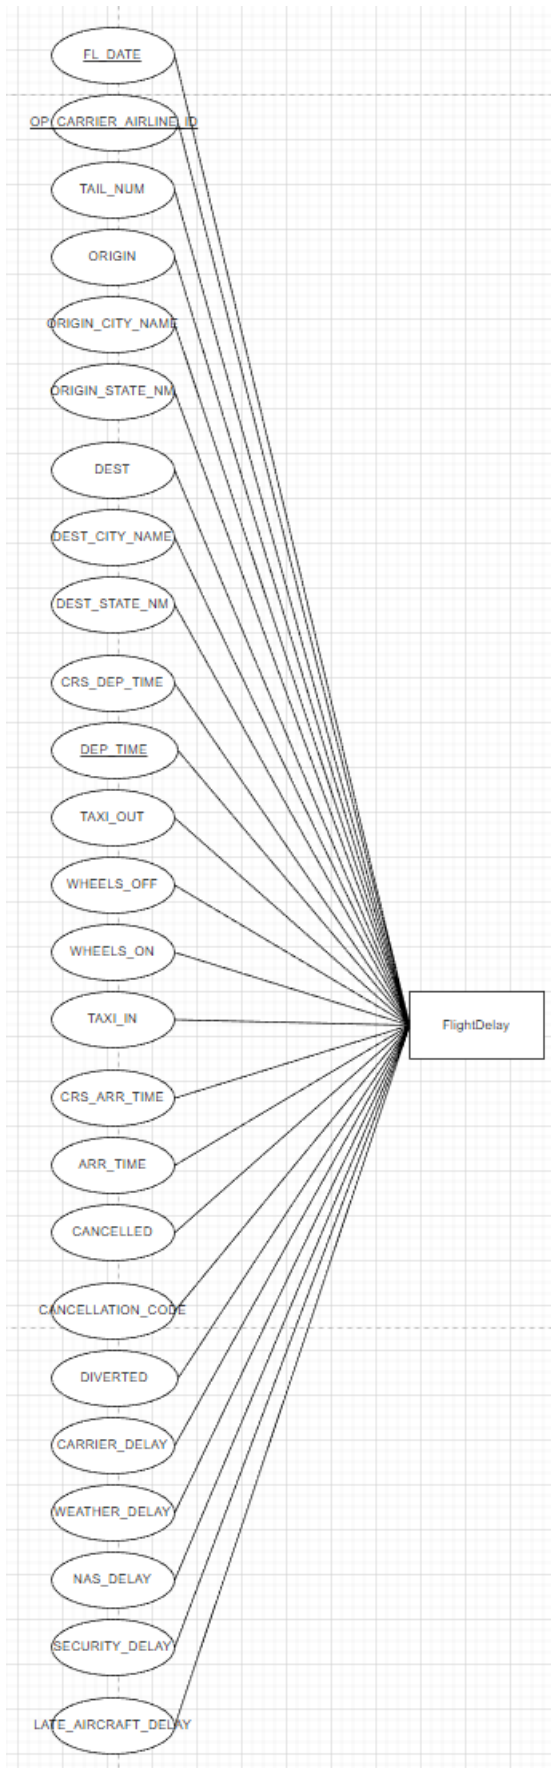 FL_DATE
OP_CARRIER_AIRLINE_ID
TAIL_NUM
ORIGIN
ORIGIN_CITY_NAME
ORIGIN_STATE_NM
DEST
DEST_CITY_NAME
DEST_STATE_NM
CRS_DEP_TIME
DEP_TIME
TAXI_OUT
WHEELS_OFF
WHEELS_ON
TAXI_IN
FlightDelay
CRS_ARR_TIME
ARR_TIME
CANCELLED
CANCELLATION_CODE
DIVERTED
CARRIER_DELAY
WEATHER_DELAY
NAS_DELAY
SECURITY_DELAY
LATE_AIRCRAFT_DELAY